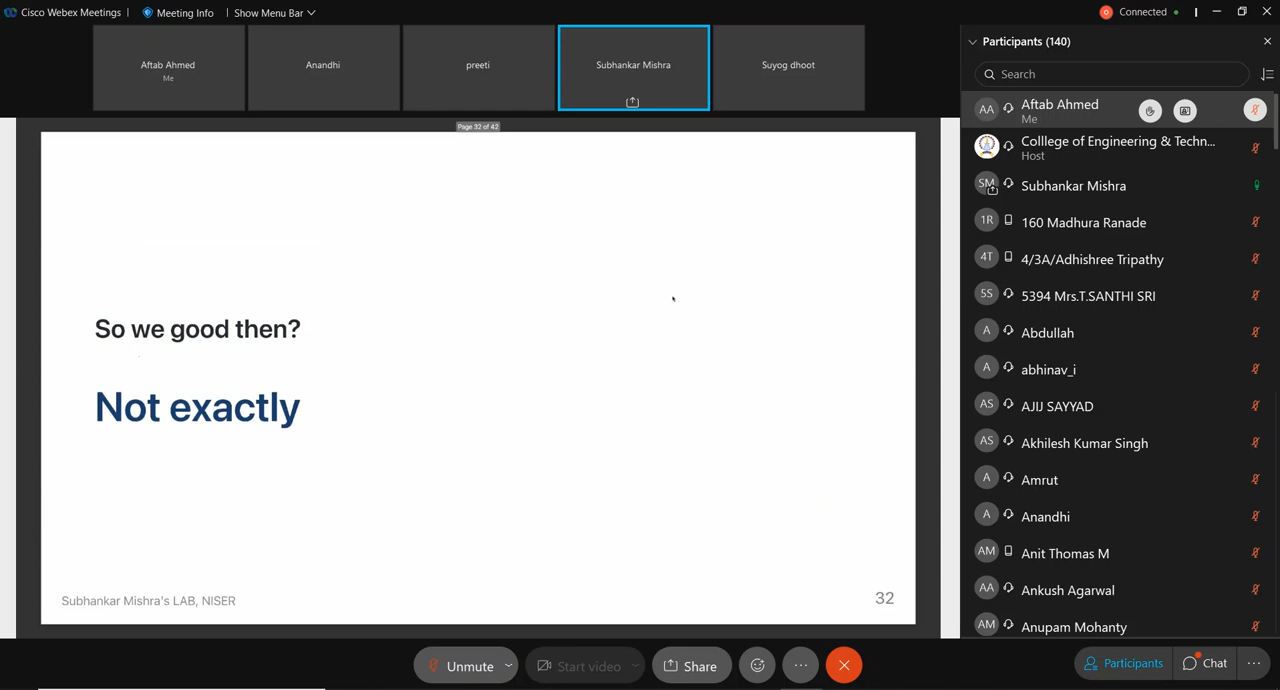 Cisco Webex Meetings
Meeting Info
Show Menu Bar
Connected
Aftab Ahmed
Me
Anandhi
preeti
Subhankar Mishra
Suyog dhoot
Page 32 of 42
So we good then?
Not exactly
Subhankar Mishra's LAB, NISER
32
Participants (140)
Search
AA Aftab Ahmed
Me
Colllege of Engineering & Techn...
Host
SM Subhankar Mishra
1R 160 Madhura Ranade
4T 4/3A/Adhishree Tripathy
5S 5394 Mrs.T.SANTHI SRI
A Abdullah
A abhinav_i
AS AJIJ SAYYAD
AS Akhilesh Kumar Singh
A Amrut
A Anandhi
AM Anit Thomas M
AA Ankush Agarwal
AM Anupam Mohanty
Unmute
Start video
Share
Participants
Chat